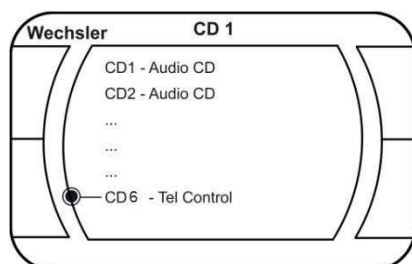 Wechsler CD 1
CD1 - Audio CD
CD2 - Audio CD
...
...
...
CD6 - Tel Control